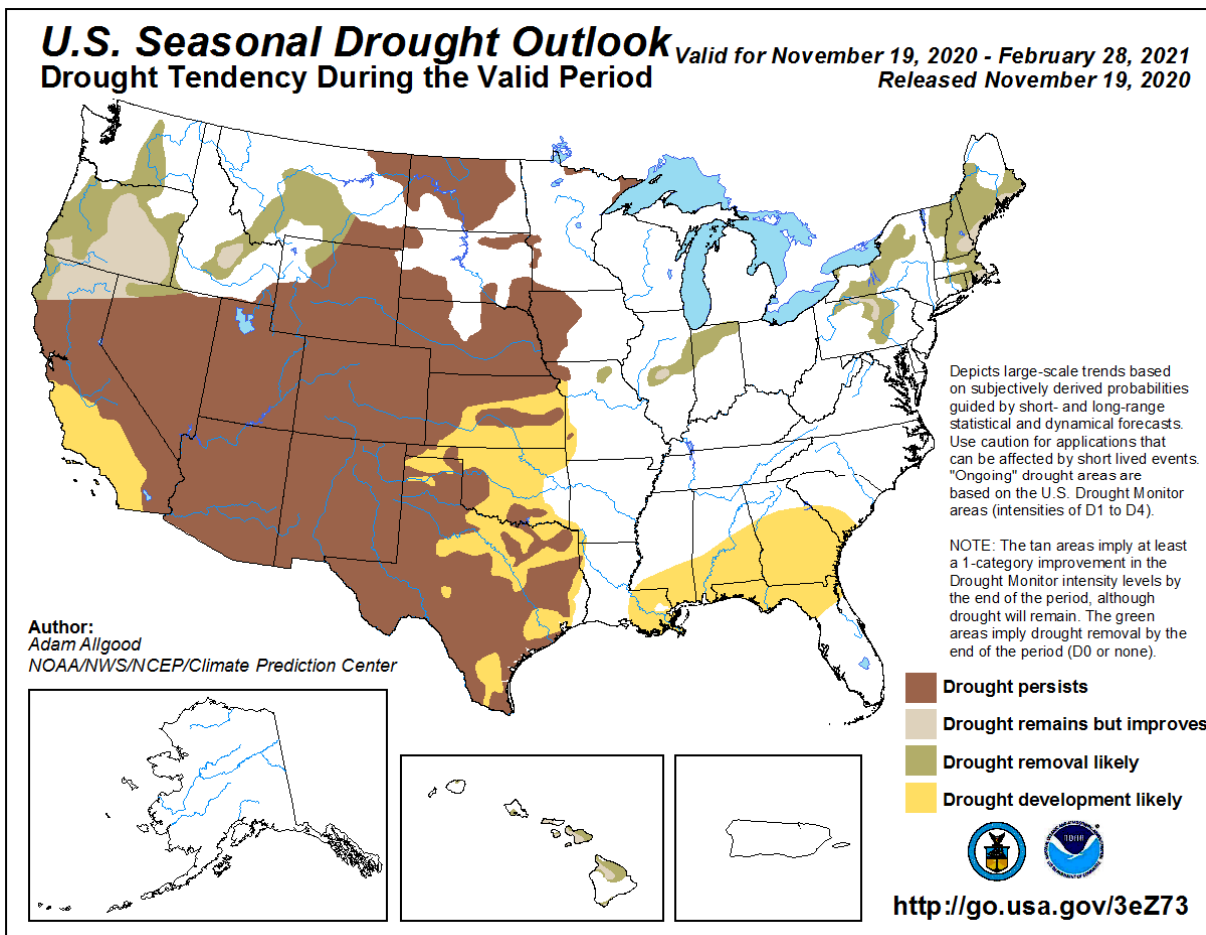 U.S. Seasonal Drought Outlook
Drought Tendency During the Valid Period
Valid for November 19, 2020 - February 28, 2021
Released November 19, 2020
Depicts large-scale trends based
on subjectively derived probabilities
guided by short- and long-range
statistical and dynamical forecasts.
Use caution for applications that
can be affected by short lived events.
"Ongoing" drought areas are
based on the U.S. Drought Monitor
areas (intensities of D1 to D4).
NOTE: The tan areas imply at least
a 1-category improvement in the
Drought Monitor intensity levels by
the end of the period, although
drought will remain. The green
areas imply drought removal by the
end of the period (D0 or none).
Author:
Adam Allgood
NOAA/NWS/NCEP/Climate Prediction Center
Drought persists
Drought remains but improves
Drought removal likely
Drought development likely
http://go.usa.gov/3eZ73